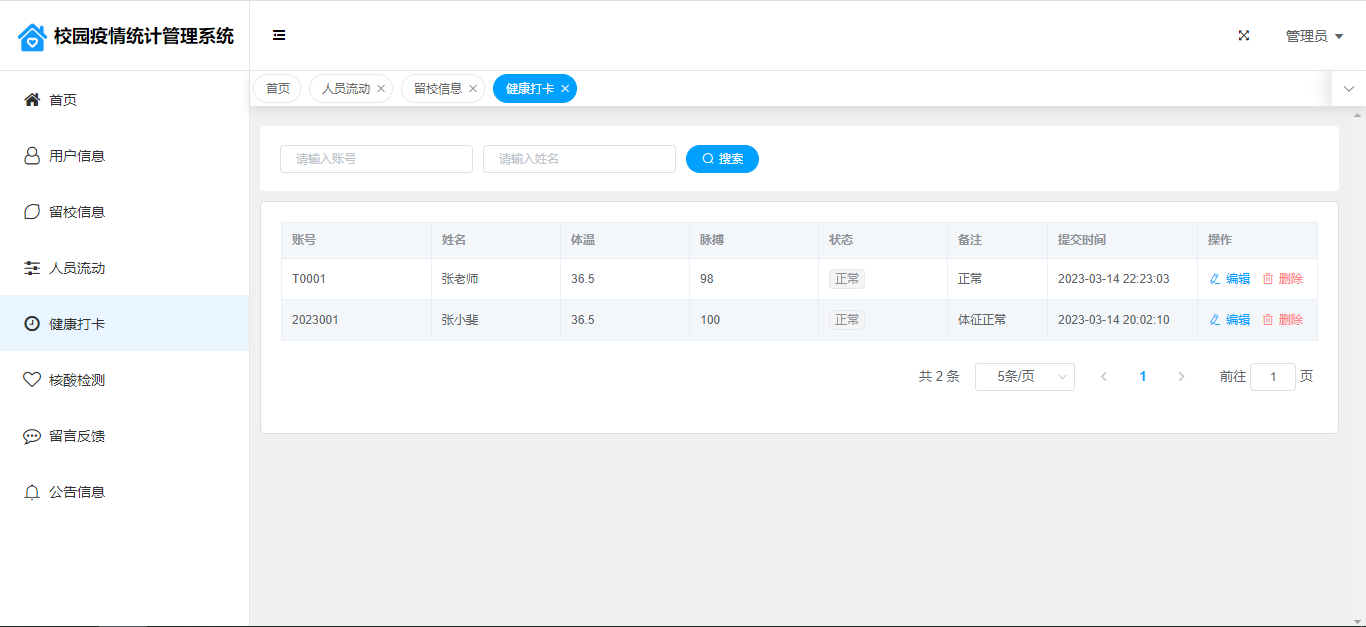 校园疫情统计管理系统
管理员
首页
用户信息
留校信息
人员流动
健康打卡
核酸检测
留言反馈
公告信息
首页 人员流动 留校信息 健康打卡
请输入账号 请输入姓名 搜索
账号 姓名 体温 脉搏 状态 备注 提交时间 操作
T0001 张老师 36.5 98 正常 正常 2023-03-14 22:23:03 编辑 删除
2023001 张小斐 36.5 100 正常 体征正常 2023-03-14 20:02:10 编辑 删除
共 2 条 5条/页 1 前往 1 页